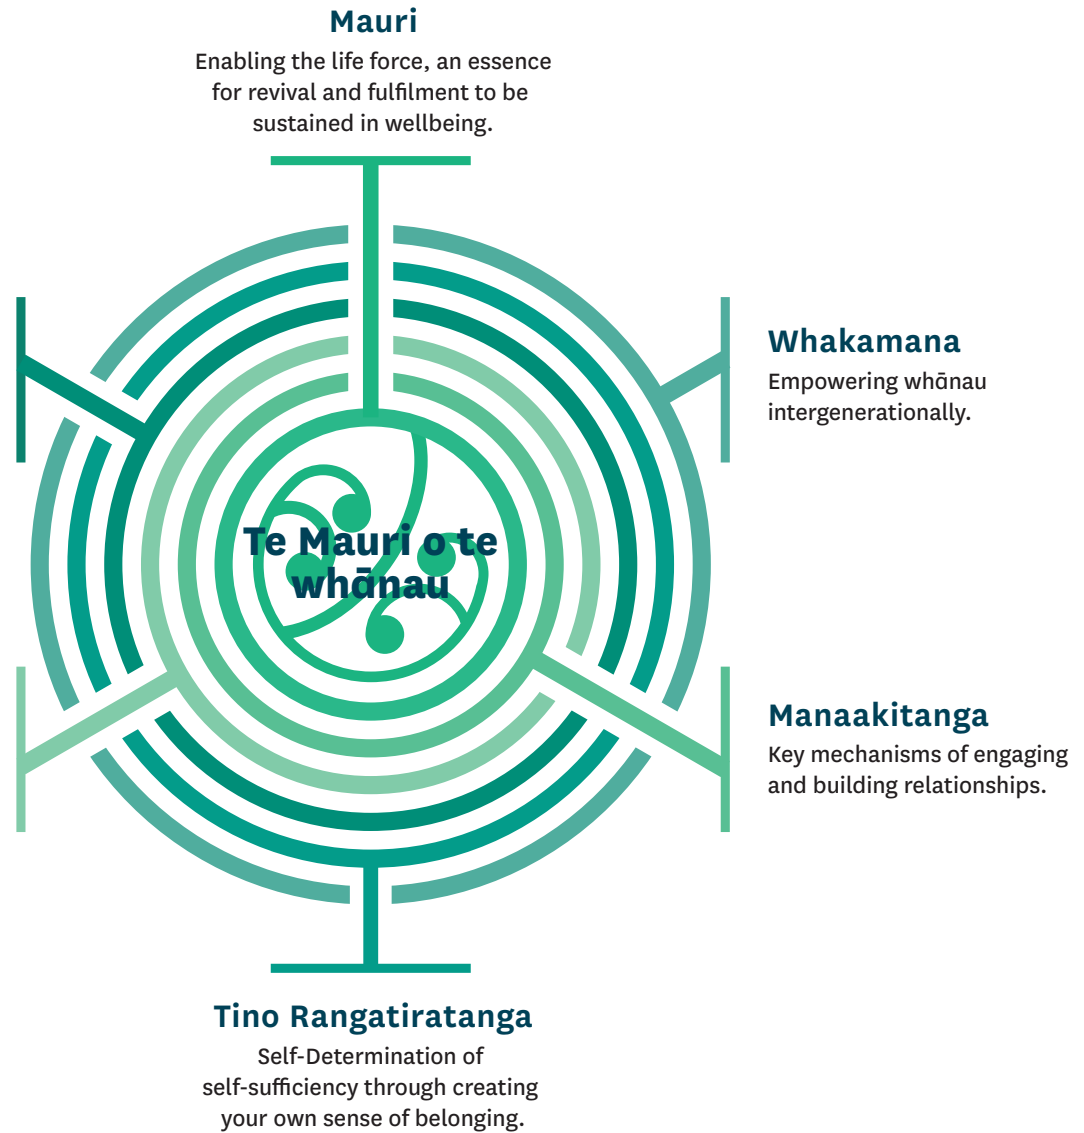 Mauri
Enabling the life force, an essence
for revival and fulfilment to be
sustained in wellbeing.
Whakamana
Empowering whānau
intergenerationally.
Te Mauri o te
whānau
Manaakitanga
Key mechanisms of engaging
and building relationships.
Tino Rangatiratanga
Self-Determination of
self-sufficiency through creating
your own sense of belonging.